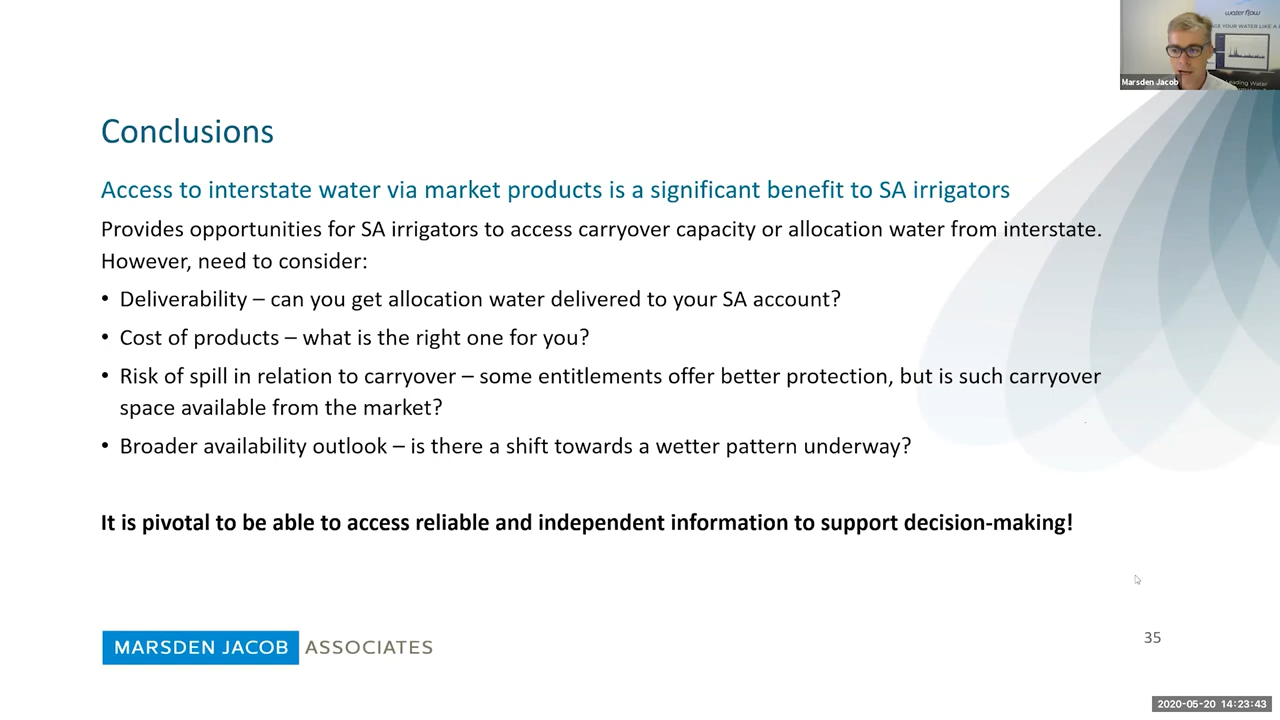 waterflow
Marsden Jacob
Conclusions
Access to interstate water via market products is a significant benefit to SA irrigators
Provides opportunities for SA irrigators to access carryover capacity or allocation water from interstate.
However, need to consider:
• Deliverability – can you get allocation water delivered to your SA account?
• Cost of products – what is the right one for you?
• Risk of spill in relation to carryover – some entitlements offer better protection, but is such carryover
space available from the market?
• Broader availability outlook – is there a shift towards a wetter pattern underway?
It is pivotal to be able to access reliable and independent information to support decision-making!
MARSDEN JACOB ASSOCIATES
35
2020-05-20 14:23:43